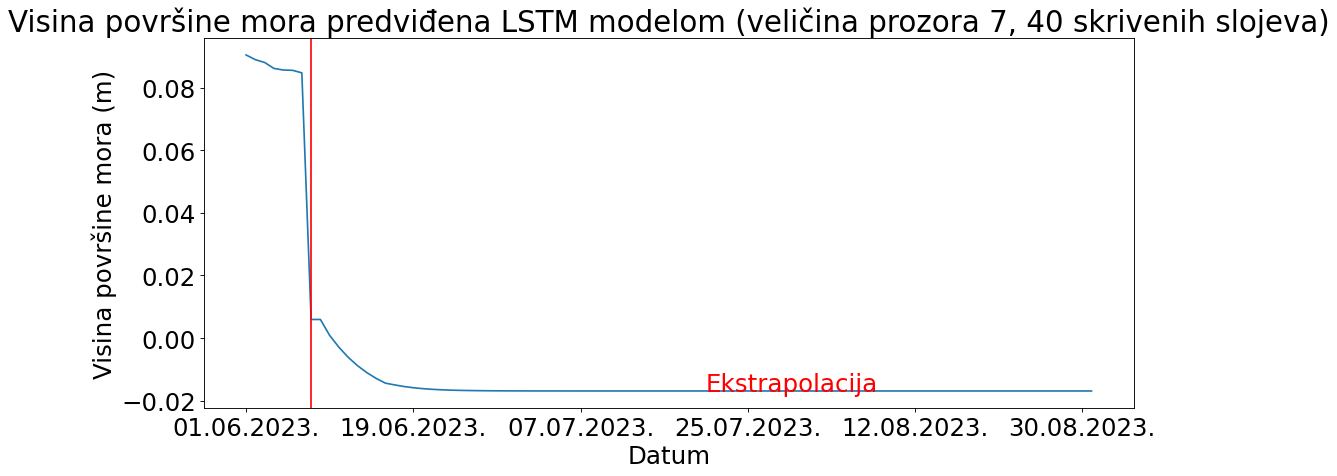 Visina površine mora predviđena LSTM modelom (veličina prozora 7, 40 skrivenih slojeva)
Visina površine mora (m)
0.08
0.06
0.04
0.02
0.00
−0.02
Ekstrapolacija
01.06.2023. 19.06.2023. 07.07.2023. 25.07.2023. 12.08.2023. 30.08.2023.
Datum